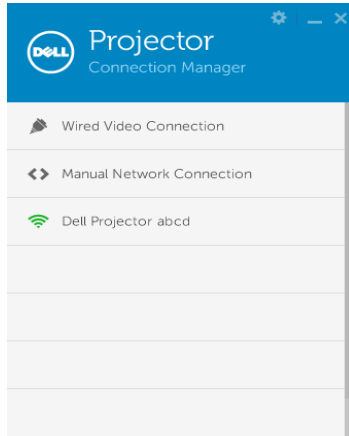 DELL
Projector
Connection Manager
Wired Video Connection
Manual Network Connection
Dell Projector abcd